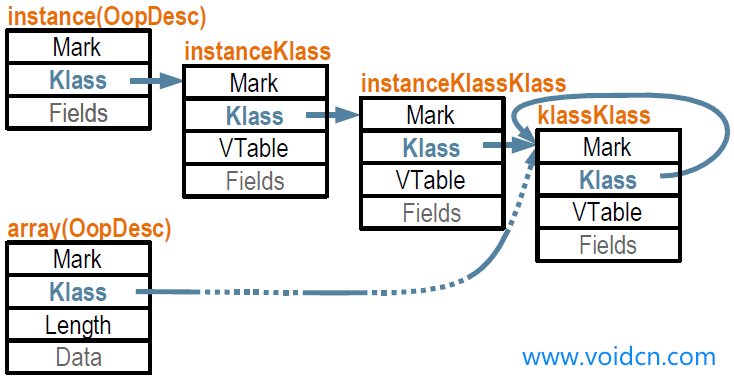 instance(OopDesc)
Mark
Klass
Fields
instanceKlass
Mark
Klass
VTable
Fields
instanceKlassKlass
Mark
Klass
VTable
Fields
klassKlass
Mark
Klass
VTable
Fields
array(OopDesc)
Mark
Klass
Length
Data
www.voidcn.com